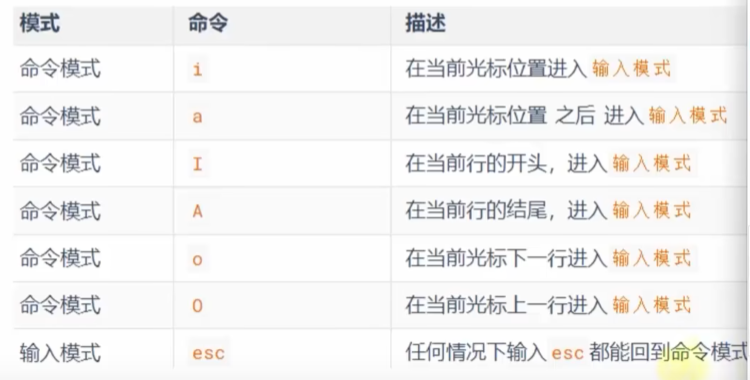 模式 命令 描述
命令模式 i 在当前光标位置进入 输入模式
命令模式 a 在当前光标位置 之后 进入 输入模式
命令模式 I 在当前行的开头，进入 输入模式
命令模式 A 在当前行的结尾，进入 输入模式
命令模式 o 在当前光标下一行进入 输入模式
命令模式 O 在当前光标上一行进入 输入模式
输入模式 esc 任何情况下输入 esc 都能回到命令模式